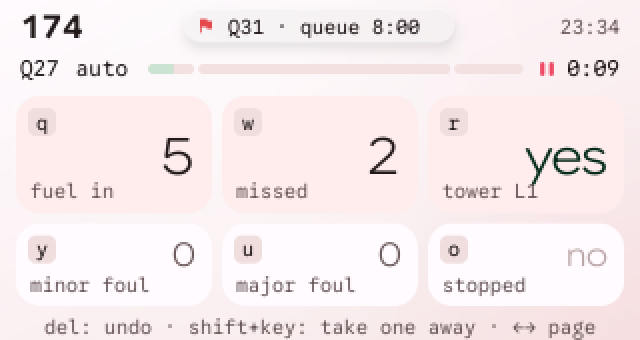 174 Q31 · queue 8:00 23:34
Q27 auto 0:09
q w r
5 2 yes
fuel in missed tower L1
y u o
0 0 no
minor foul major foul stopped
del: undo · shift+key: take one away · ↔ page